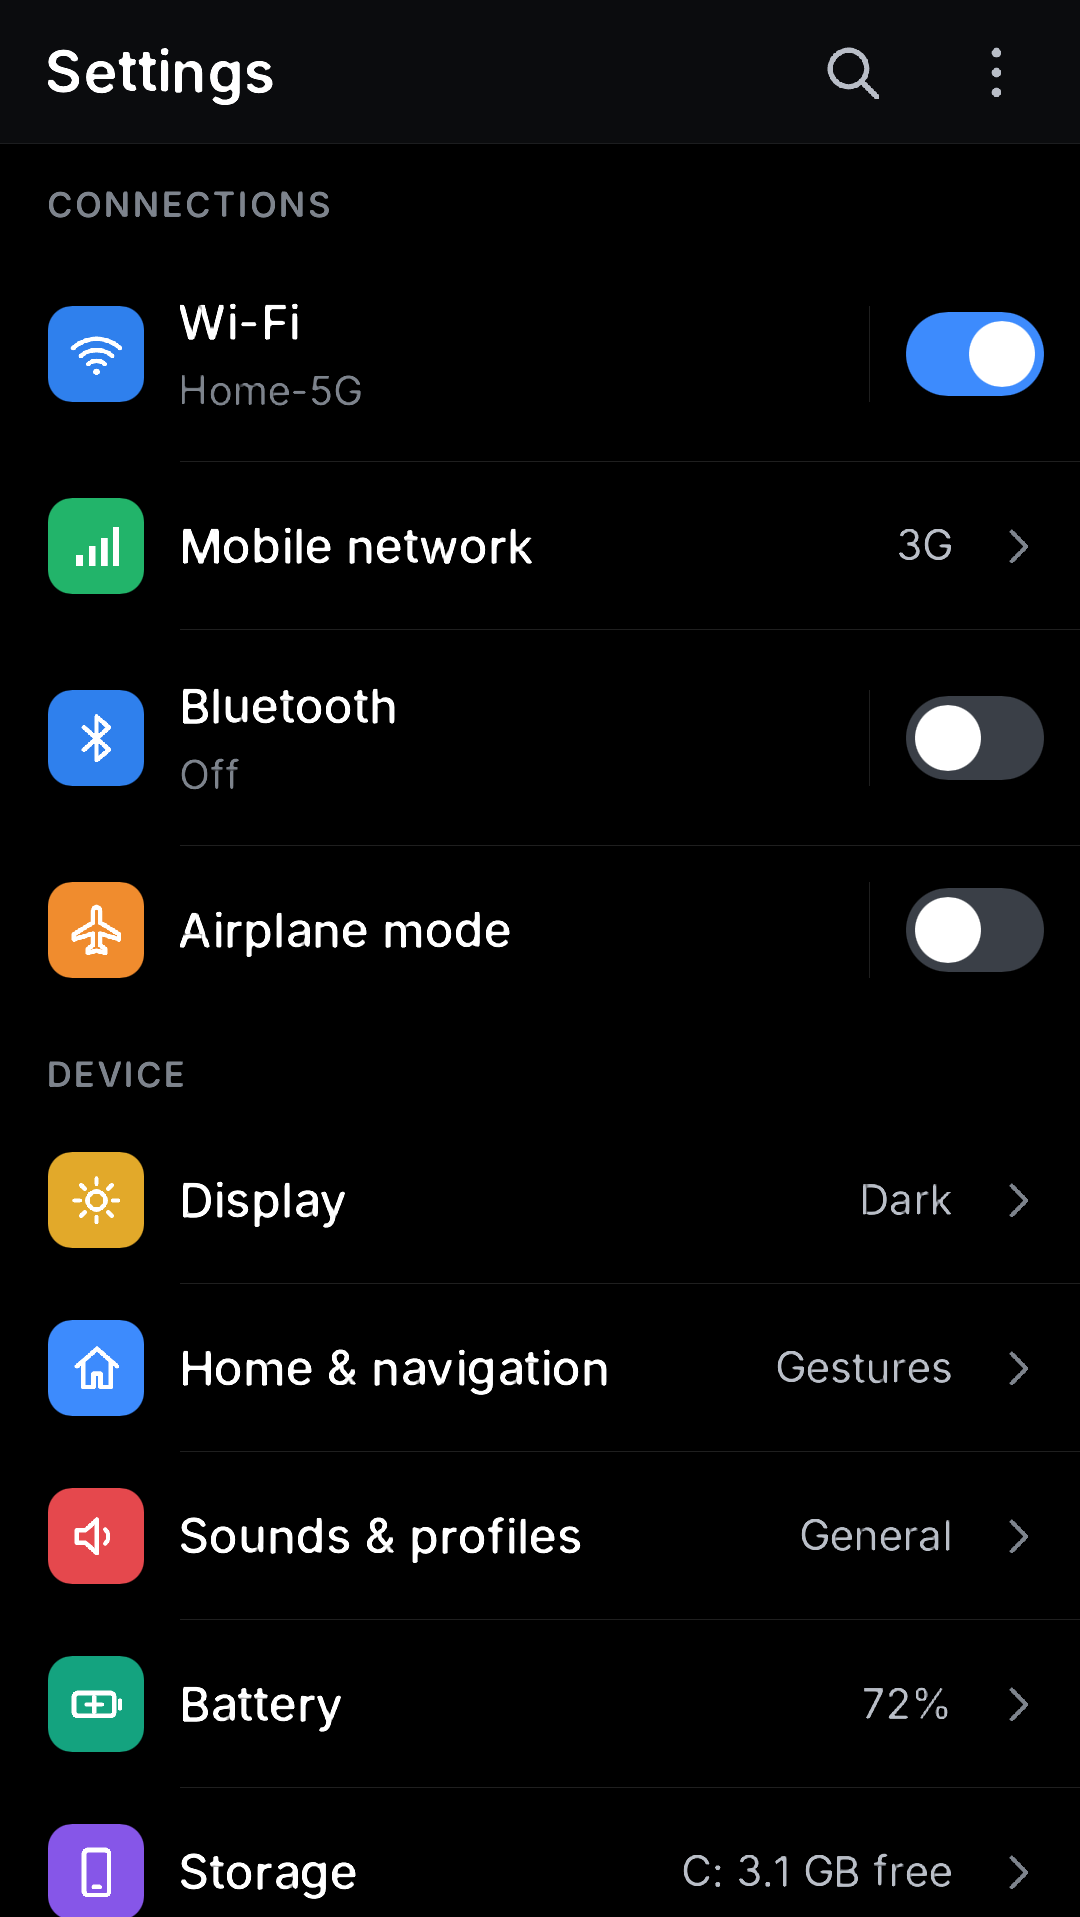 Settings
CONNECTIONS
Wi-Fi
Home-5G
Mobile network 3G
Bluetooth
Off
Airplane mode
DEVICE
Display Dark
Home & navigation Gestures
Sounds & profiles General
Battery 72%
Storage C: 3.1 GB free